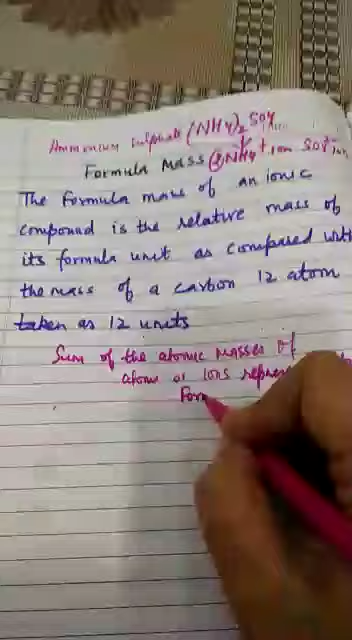 Ammonium Sulphate (NH4)2 SO4
Formula Mass 2NH4+ ion SO4 2- ion
The formula mass of an ionic
compound is the relative mass of
its formula unit as compared with
the mass of a carbon 12 atom
taken as 12 units
Sum of the atomic masses of
atoms or ions
For